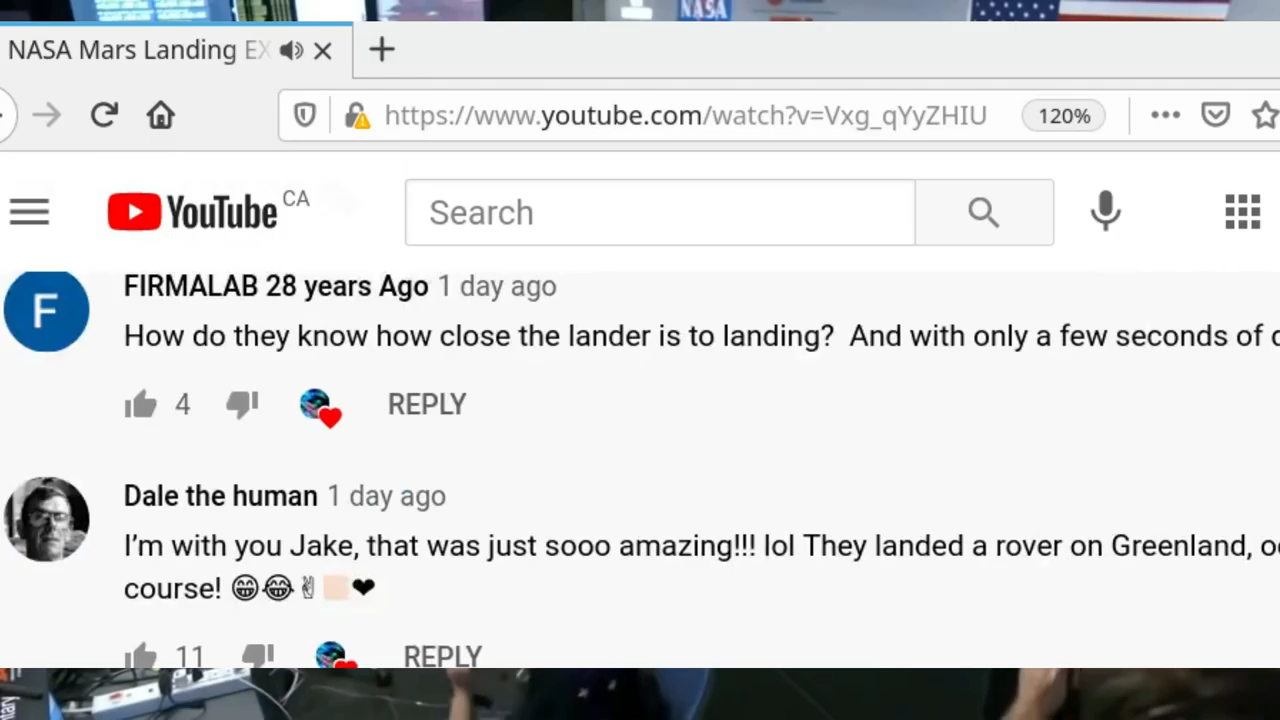 NASA
NASA Mars Landing EX
https://www.youtube.com/watch?v=Vxg_qYyZHIU 120%
YouTube CA
Search
F
FIRMALAB 28 years Ago 1 day ago
How do they know how close the lander is to landing?  And with only a few seconds of
4 REPLY
Dale the human 1 day ago
I’m with you Jake, that was just sooo amazing!!! lol They landed a rover on Greenland,
course! 😁😂✌🏻❤
11 REPLY